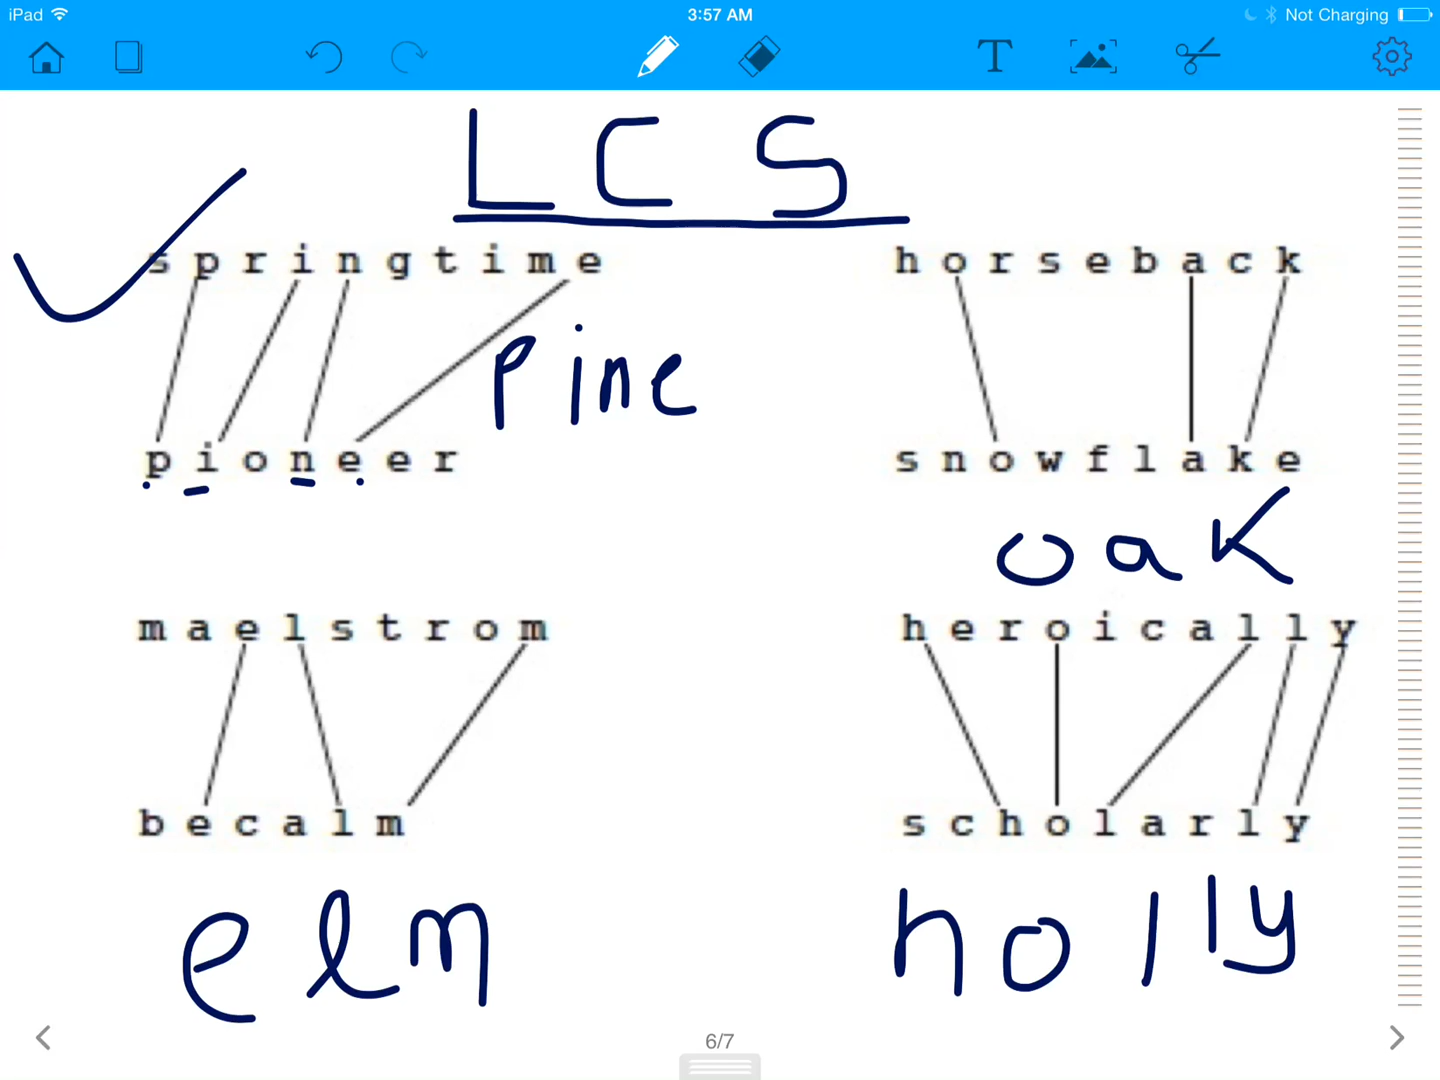 iPad
3:57 AM
Not Charging
T
LCS
springtime
pioneer
pine
horseback
snowflake
oak
maelstrom
becalm
elm
heroically
scholarly
holly
6/7